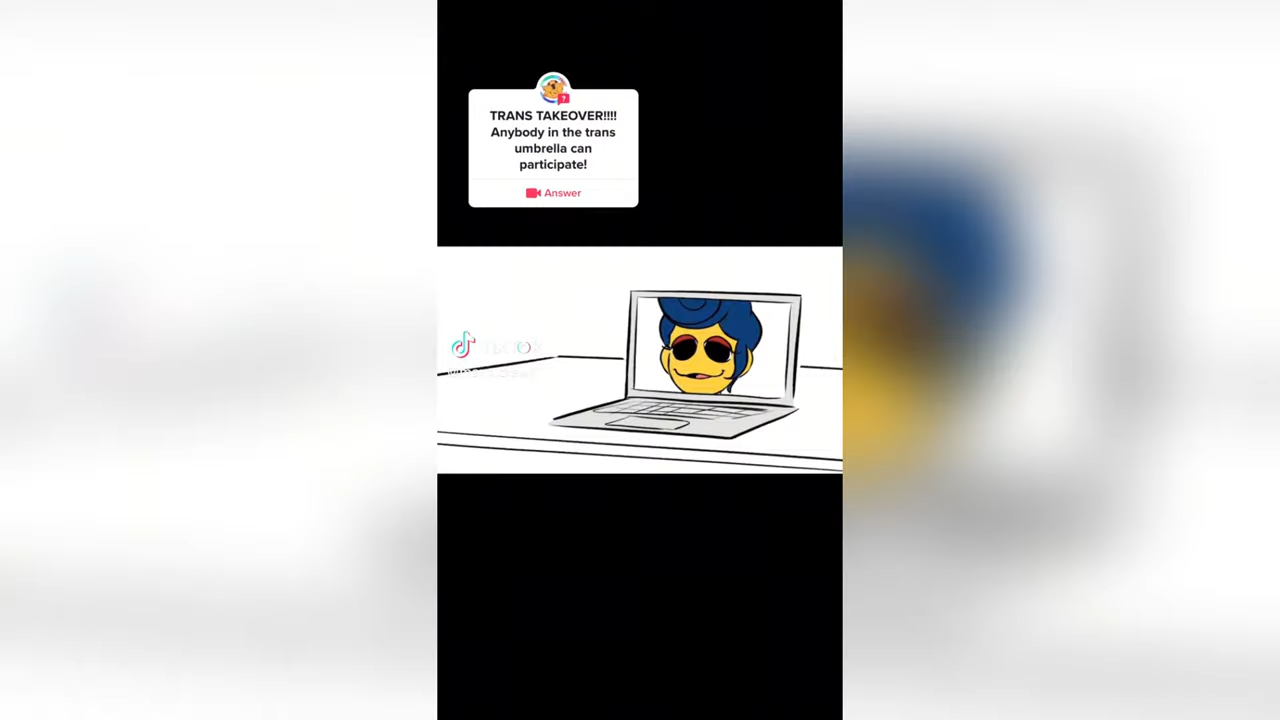 TRANS TAKEOVER!!!!
Anybody in the trans
umbrella can
participate!
Answer